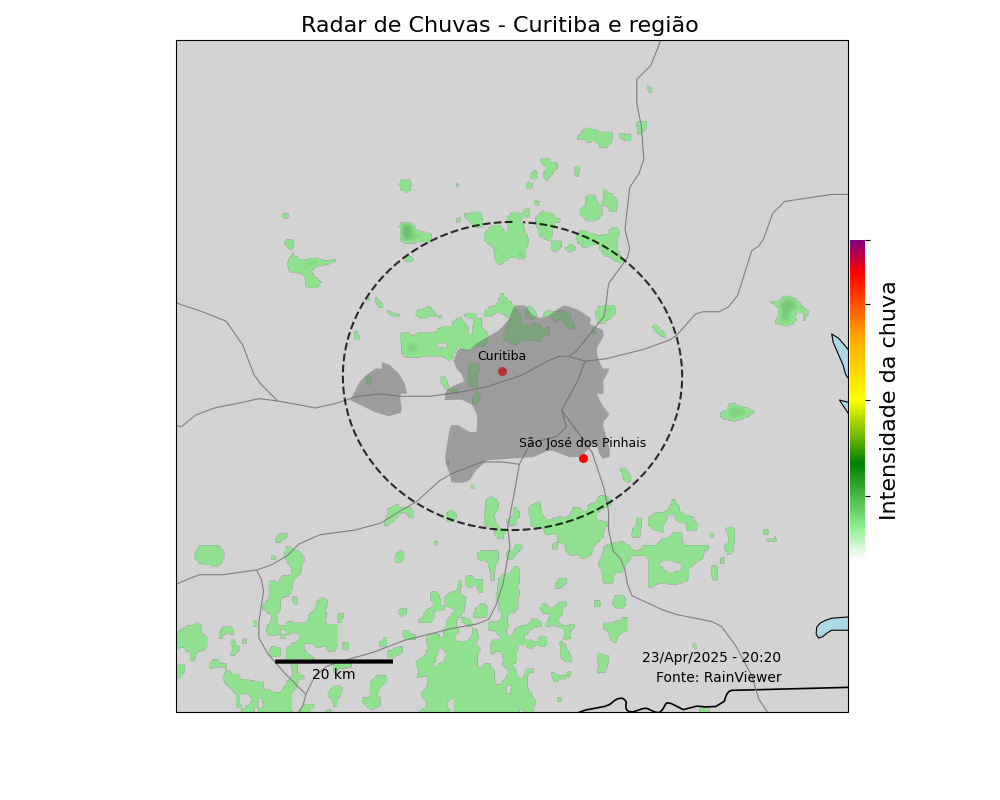 Radar de Chuvas - Curitiba e região
Curitiba
São José dos Pinhais
Intensidade da chuva
23/Apr/2025 - 20:20
Fonte: RainViewer
20 km